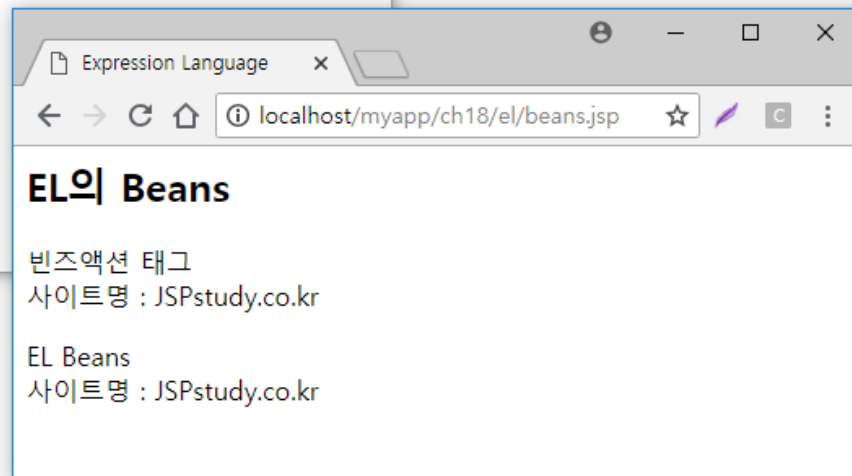 Expression Language
localhost/myapp/ch18/el/beans.jsp
C
EL의 Beans
빈즈액션 태그
사이트명 : JSPstudy.co.kr
EL Beans
사이트명 : JSPstudy.co.kr